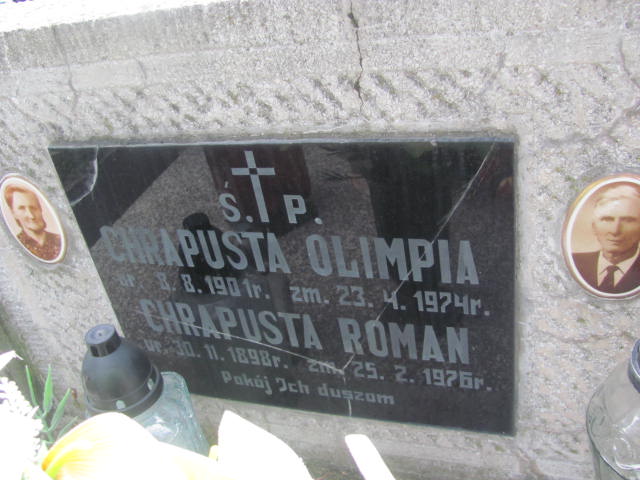 Ś. P.
CHRAPUSTA OLIMPIA
ur 8. 8. 1901r. zm. 23. 4. 1974r.
CHRAPUSTA ROMAN
ur. 30. 11. 1898r. zm. 25. 2. 1976r.
Pokój Ich duszom